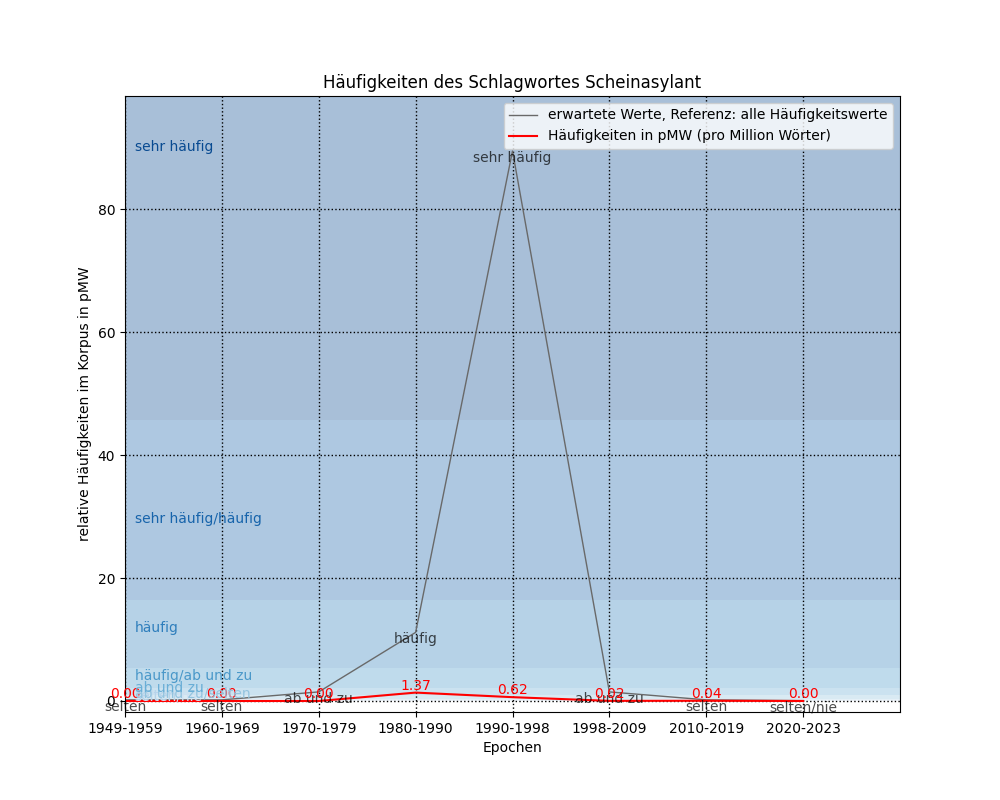 Häufigkeiten des Schlagwortes Scheinasylant
erwartete Werte, Referenz: alle Häufigkeitswerte
Häufigkeiten in pMW (pro Million Wörter)
sehr häufig
sehr häufig
80
60
40
sehr häufig/häufig
20
häufig
häufig
häufig/ab und zu
ab und zu
0.00 0.00 0.00 1.37 0.62 0.02 0.04 0.00
0
selten selten ab und zu ab und zu selten selten/nie
1949-1959 1960-1969 1970-1979 1980-1990 1990-1998 1998-2009 2010-2019 2020-2023
Epochen
relative Häufigkeiten im Korpus in pMW